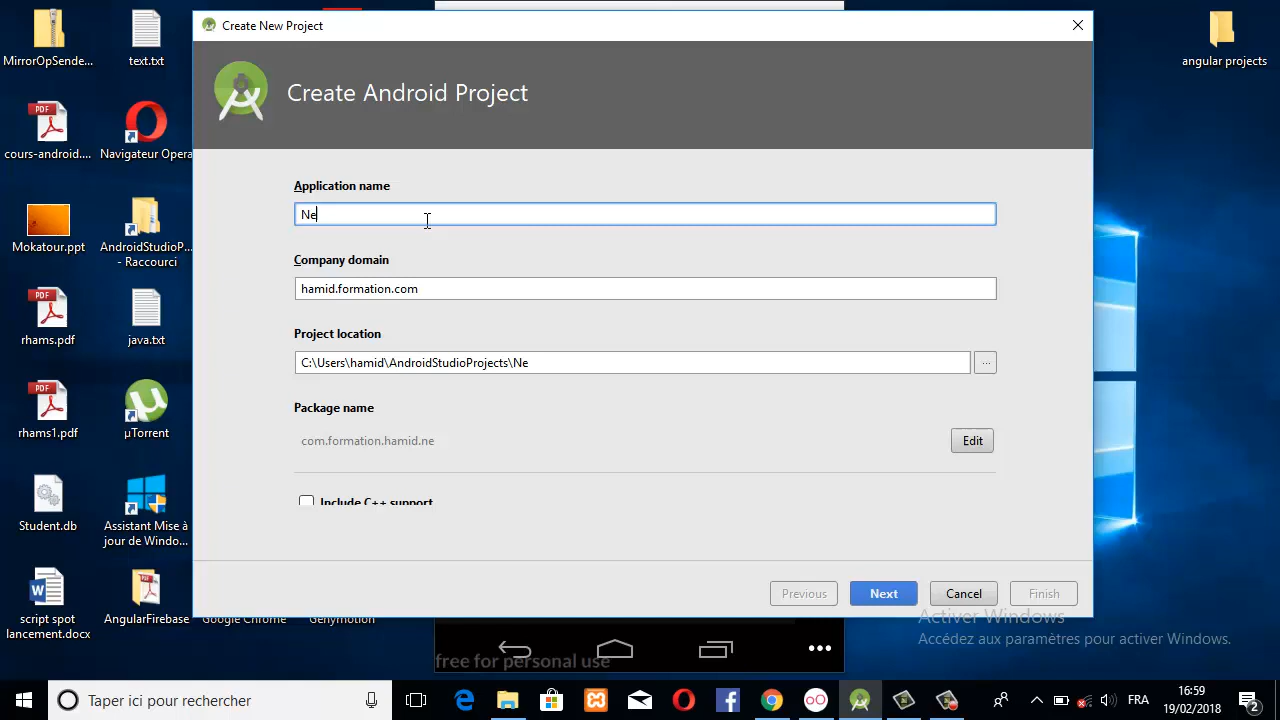 Create New Project
Create Android Project
Application name
Ne
Company domain
hamid.formation.com
Project location
C:\Users\hamid\AndroidStudioProjects\Ne
...
Package name
com.formation.hamid.ne
Edit
Include C++ support
Previous
Next
Cancel
Finish
MirrorOpSende...
text.txt
angular projects
PDF
cours-android....
Navigateur Opera
Mokatour.ppt
AndroidStudioP...
- Raccourci
PDF
rhams.pdf
java.txt
PDF
rhams1.pdf
µTorrent
Student.db
Assistant Mise à
jour de Windo...
script spot
lancement.docx
AngularFirebase
Google Chrome
Genymotion
free for personal use
Activer Windows
Accédez aux paramètres pour activer Windows.
Taper ici pour rechercher
FRA
16:59
19/02/2018
2